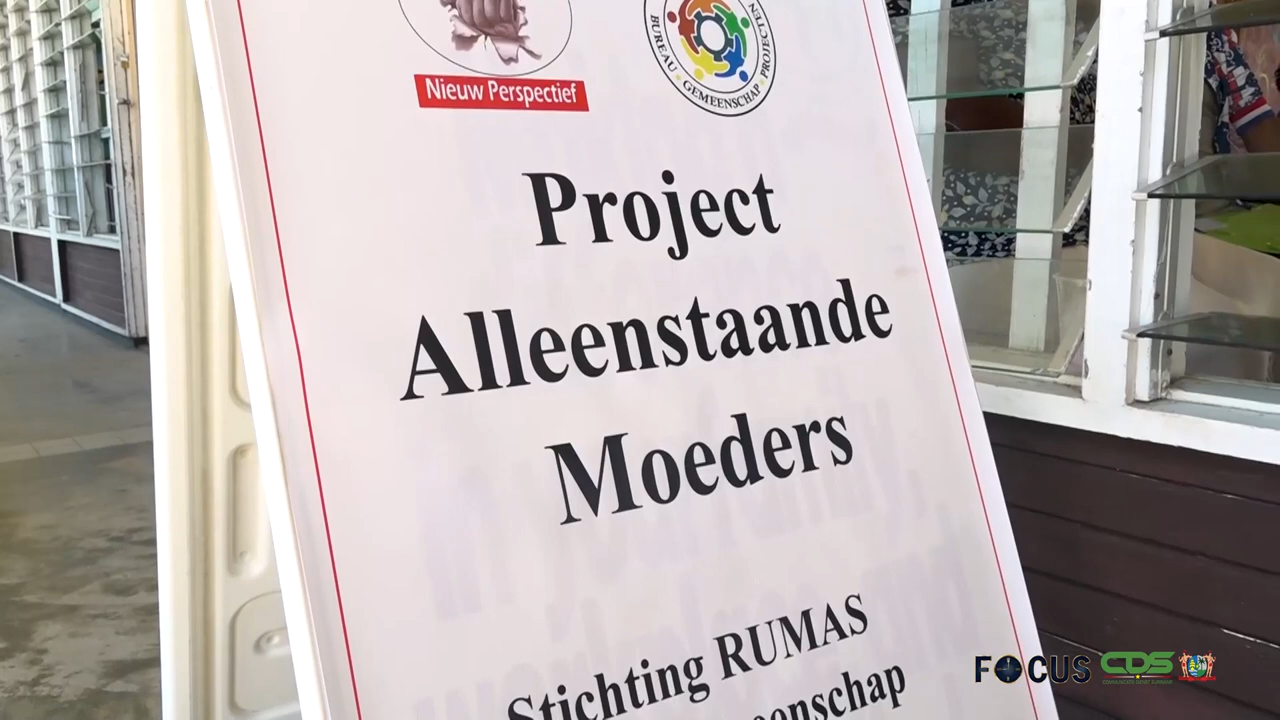 Nieuw Perspectief
BUREAU GEMEENSCHAP PROJECTEN
Project
Alleenstaande
Moeders
Stichting RUMAS
FOCUS CDS